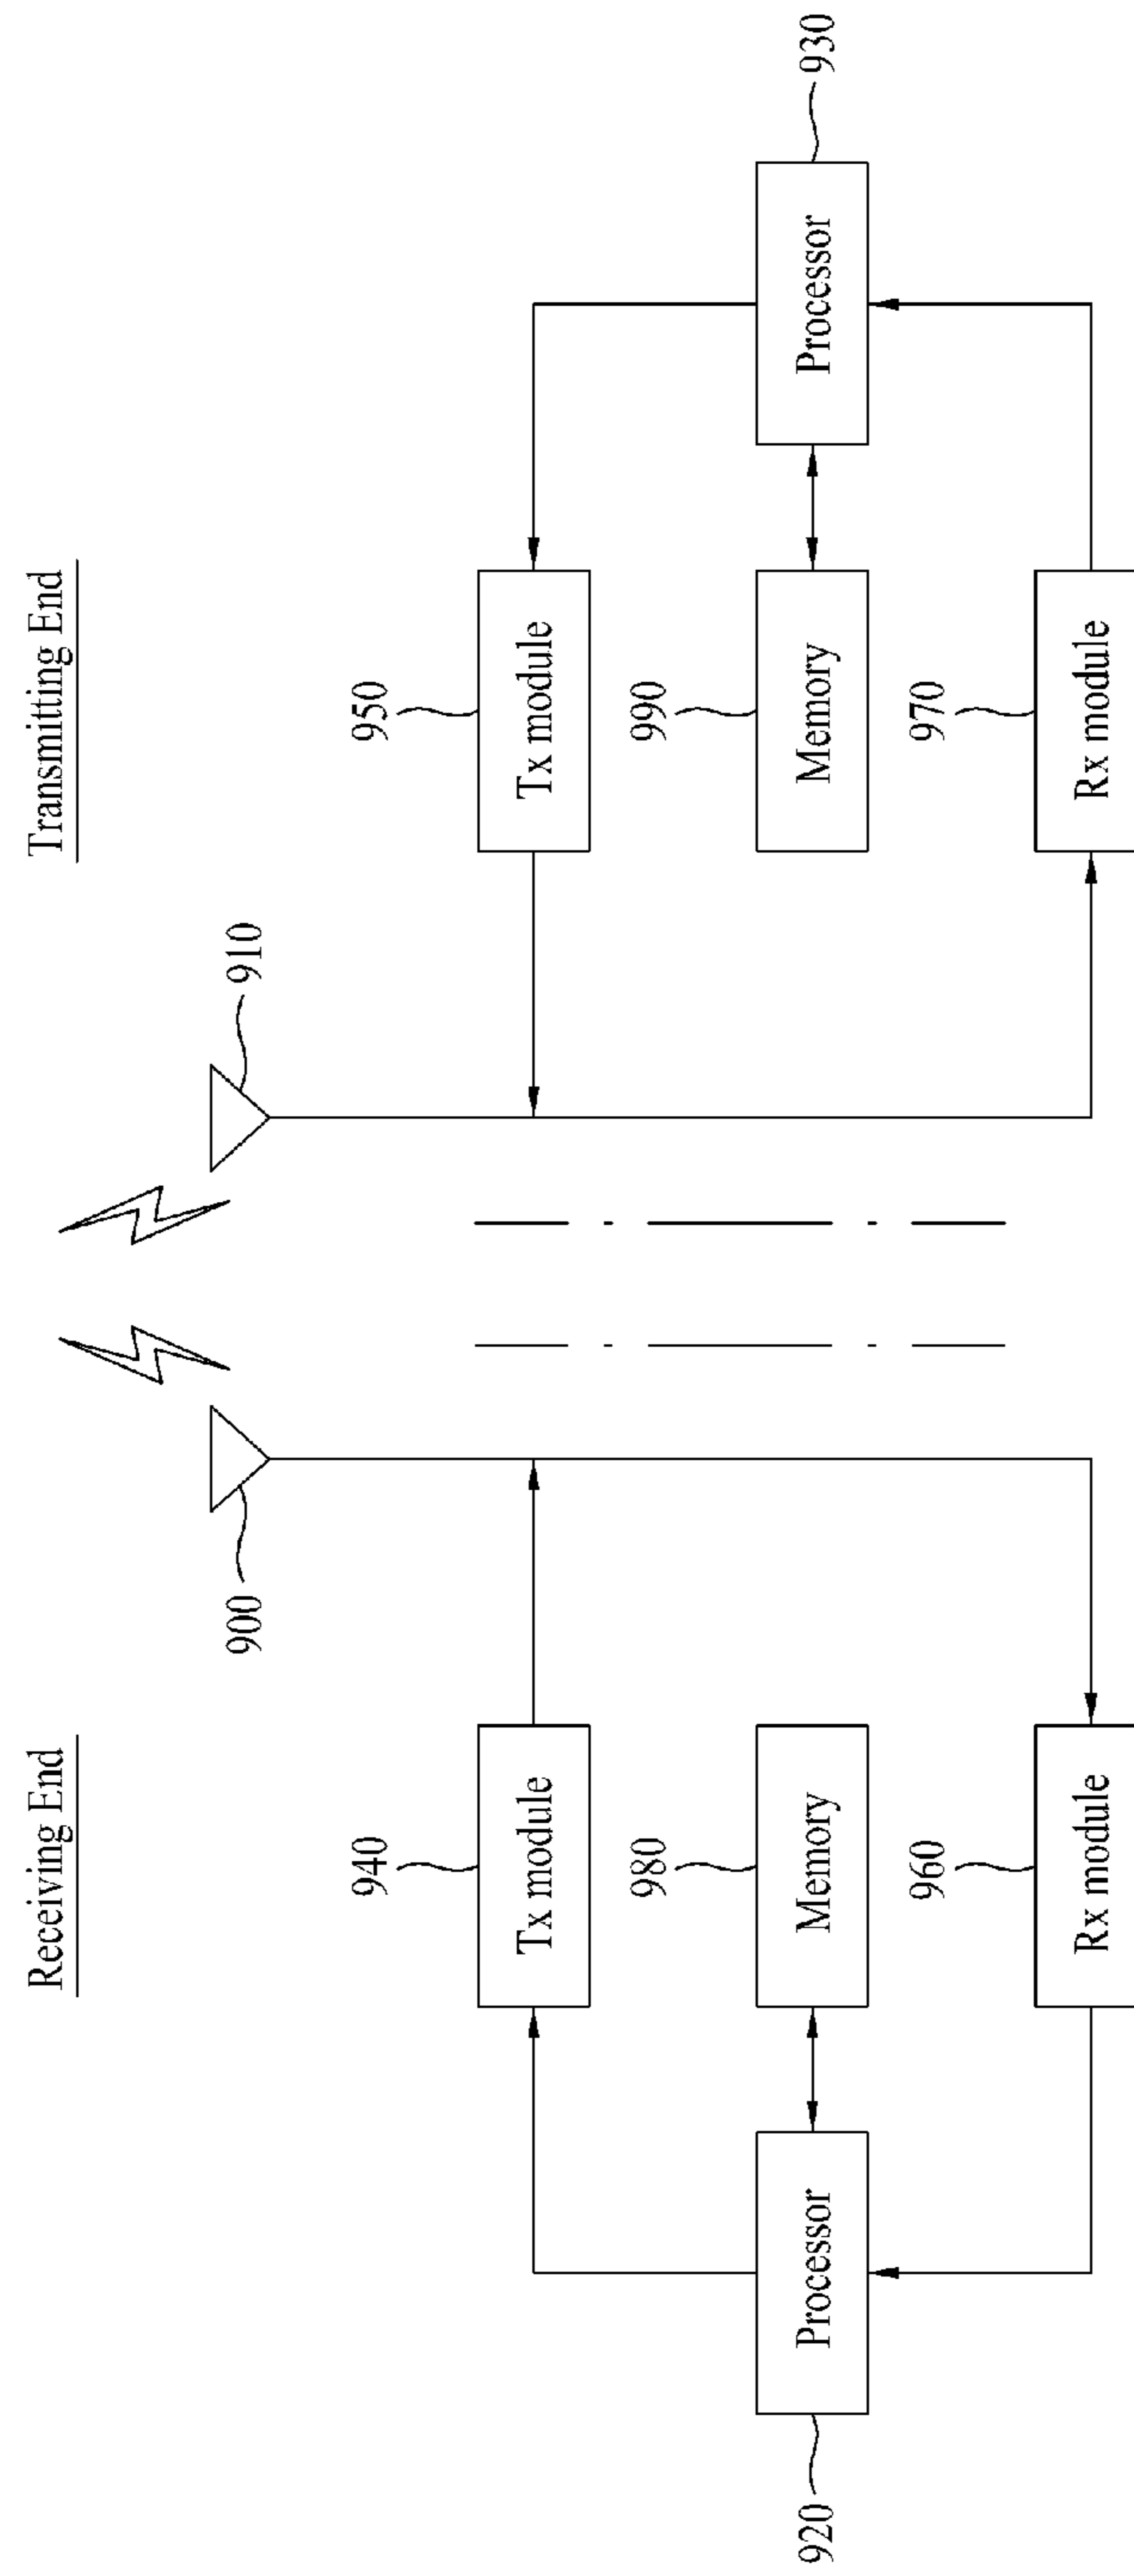 Receiving End
Transmitting End
900
910
940
Tx module
950
Tx module
920
Processor
980
Memory
990
Memory
Processor
930
960
Rx module
970
Rx module